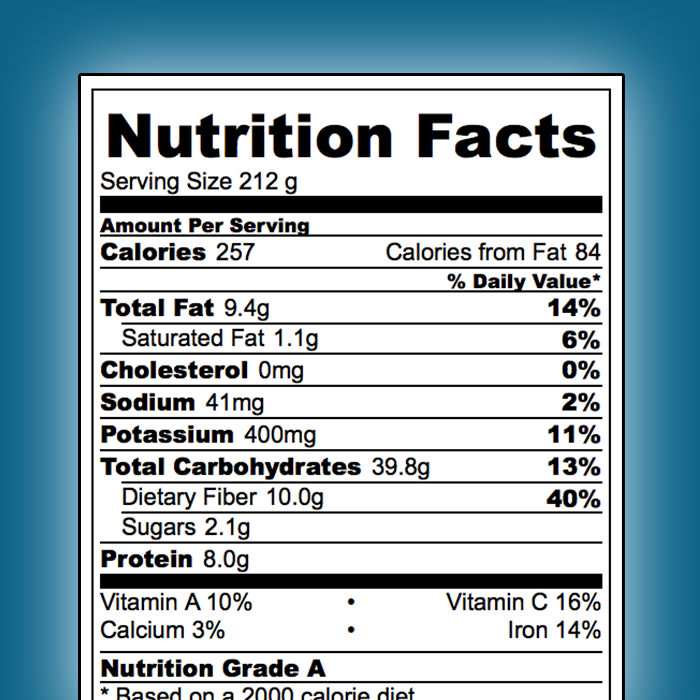 Nutrition Facts
Serving Size 212 g
Amount Per Serving
Calories 257 Calories from Fat 84
% Daily Value*
Total Fat 9.4g 14%
Saturated Fat 1.1g 6%
Cholesterol 0mg 0%
Sodium 41mg 2%
Potassium 400mg 11%
Total Carbohydrates 39.8g 13%
Dietary Fiber 10.0g 40%
Sugars 2.1g
Protein 8.0g
Vitamin A 10% • Vitamin C 16%
Calcium 3% • Iron 14%
Nutrition Grade A
* Based on a 2000 calorie diet